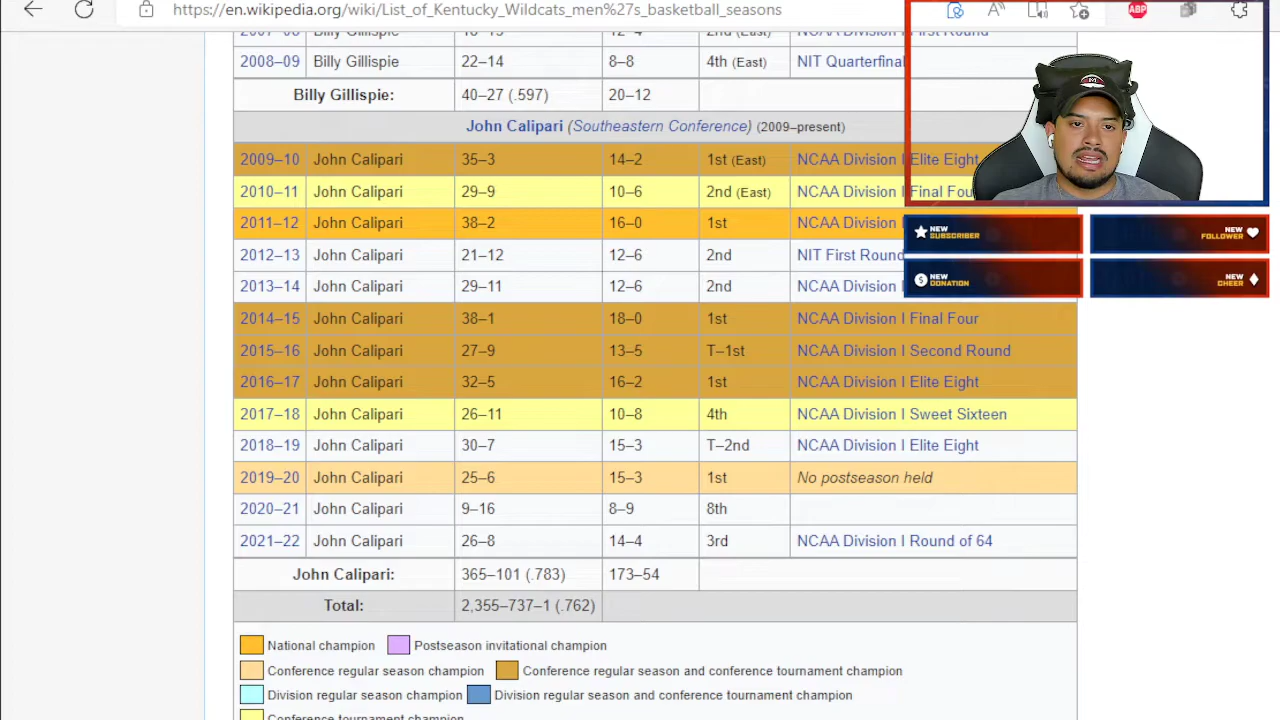 https://en.wikipedia.org/wiki/List_of_Kentucky_Wildcats_men%27s_basketball_seasons
ABP
2008–09 Billy Gillispie 22–14 8–8 4th (East) NIT Quarterfinal
Billy Gillispie: 40–27 (.597) 20–12
John Calipari (Southeastern Conference) (2009–present)
2009–10 John Calipari 35–3 14–2 1st (East) NCAA Division I Elite Eight
2010–11 John Calipari 29–9 10–6 2nd (East) NCAA Division I Final Fou
2011–12 John Calipari 38–2 16–0 1st NCAA Division
NEW SUBSCRIBER
NEW FOLLOWER
2012–13 John Calipari 21–12 12–6 2nd NIT First Round
2013–14 John Calipari 29–11 12–6 2nd NCAA Division
NEW DONATION
NEW CHEER
2014–15 John Calipari 38–1 18–0 1st NCAA Division I Final Four
2015–16 John Calipari 27–9 13–5 T–1st NCAA Division I Second Round
2016–17 John Calipari 32–5 16–2 1st NCAA Division I Elite Eight
2017–18 John Calipari 26–11 10–8 4th NCAA Division I Sweet Sixteen
2018–19 John Calipari 30–7 15–3 T–2nd NCAA Division I Elite Eight
2019–20 John Calipari 25–6 15–3 1st No postseason held
2020–21 John Calipari 9–16 8–9 8th
2021–22 John Calipari 26–8 14–4 3rd NCAA Division I Round of 64
John Calipari: 365–101 (.783) 173–54
Total: 2,355–737–1 (.762)
National champion Postseason invitational champion
Conference regular season champion Conference regular season and conference tournament champion
Division regular season champion Division regular season and conference tournament champion
Conference tournament champion